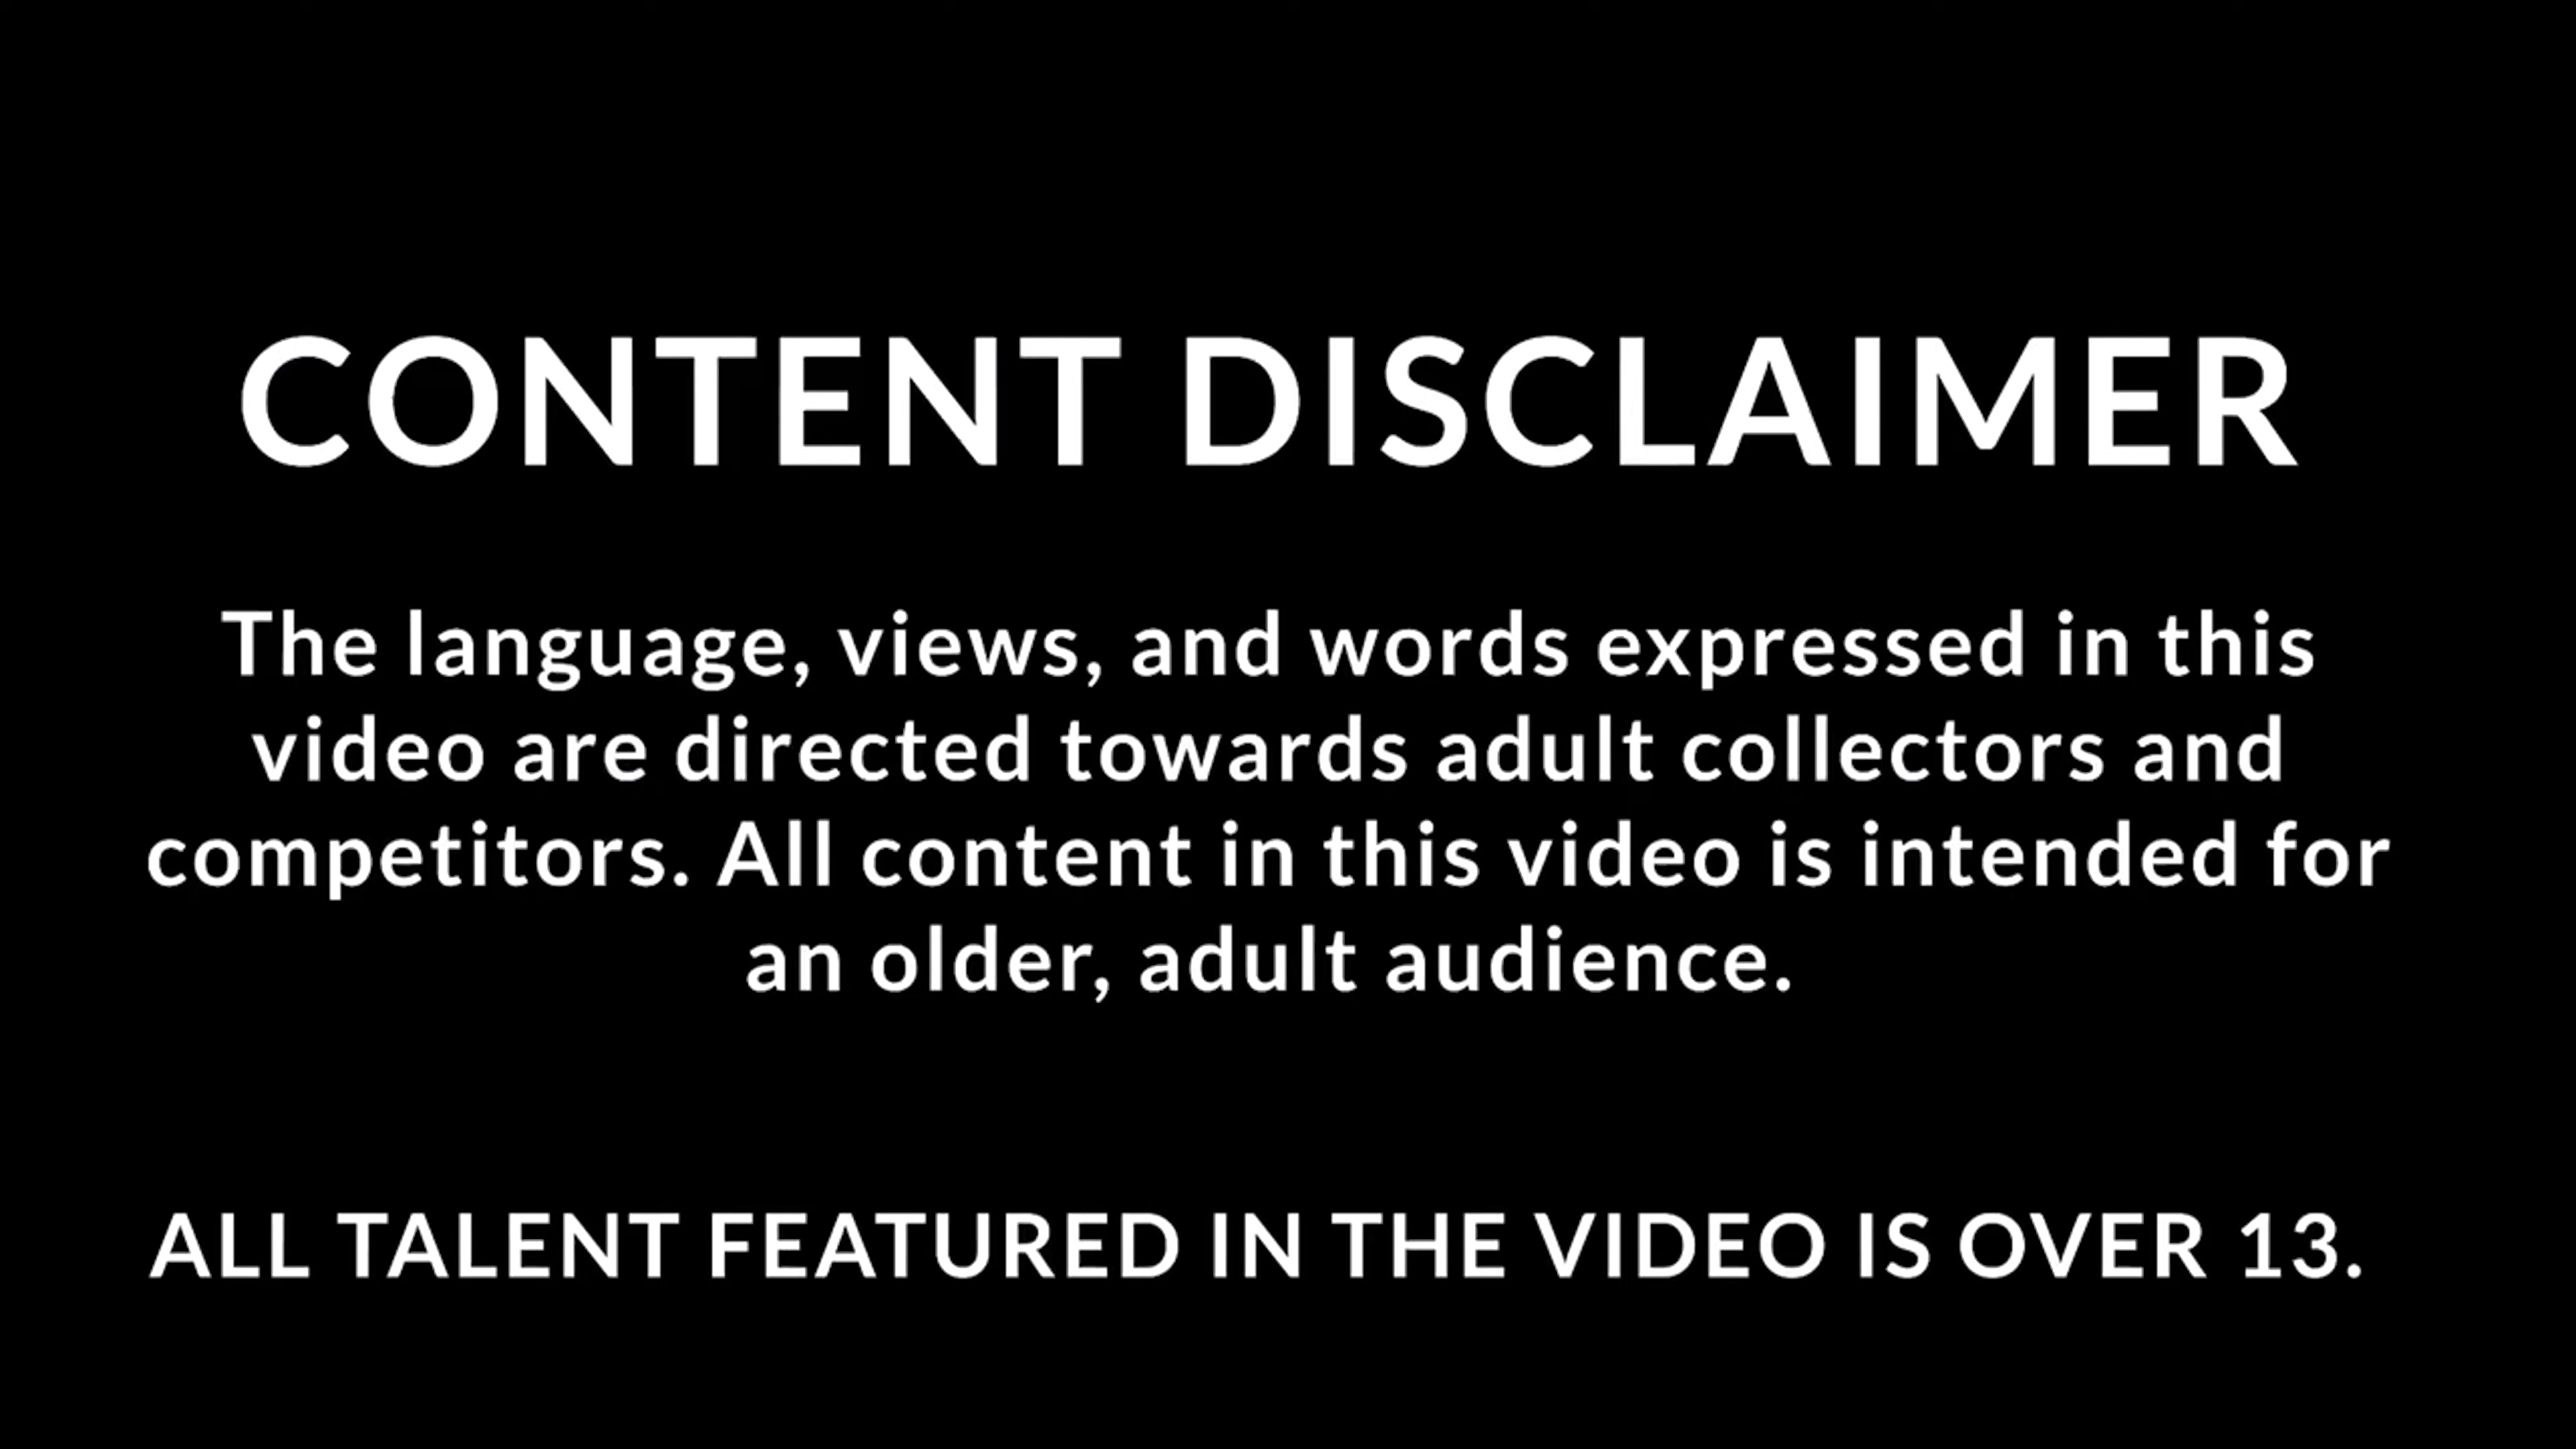 CONTENT DISCLAIMER
The language, views, and words expressed in this
video are directed towards adult collectors and
competitors. All content in this video is intended for
an older, adult audience.
ALL TALENT FEATURED IN THE VIDEO IS OVER 13.